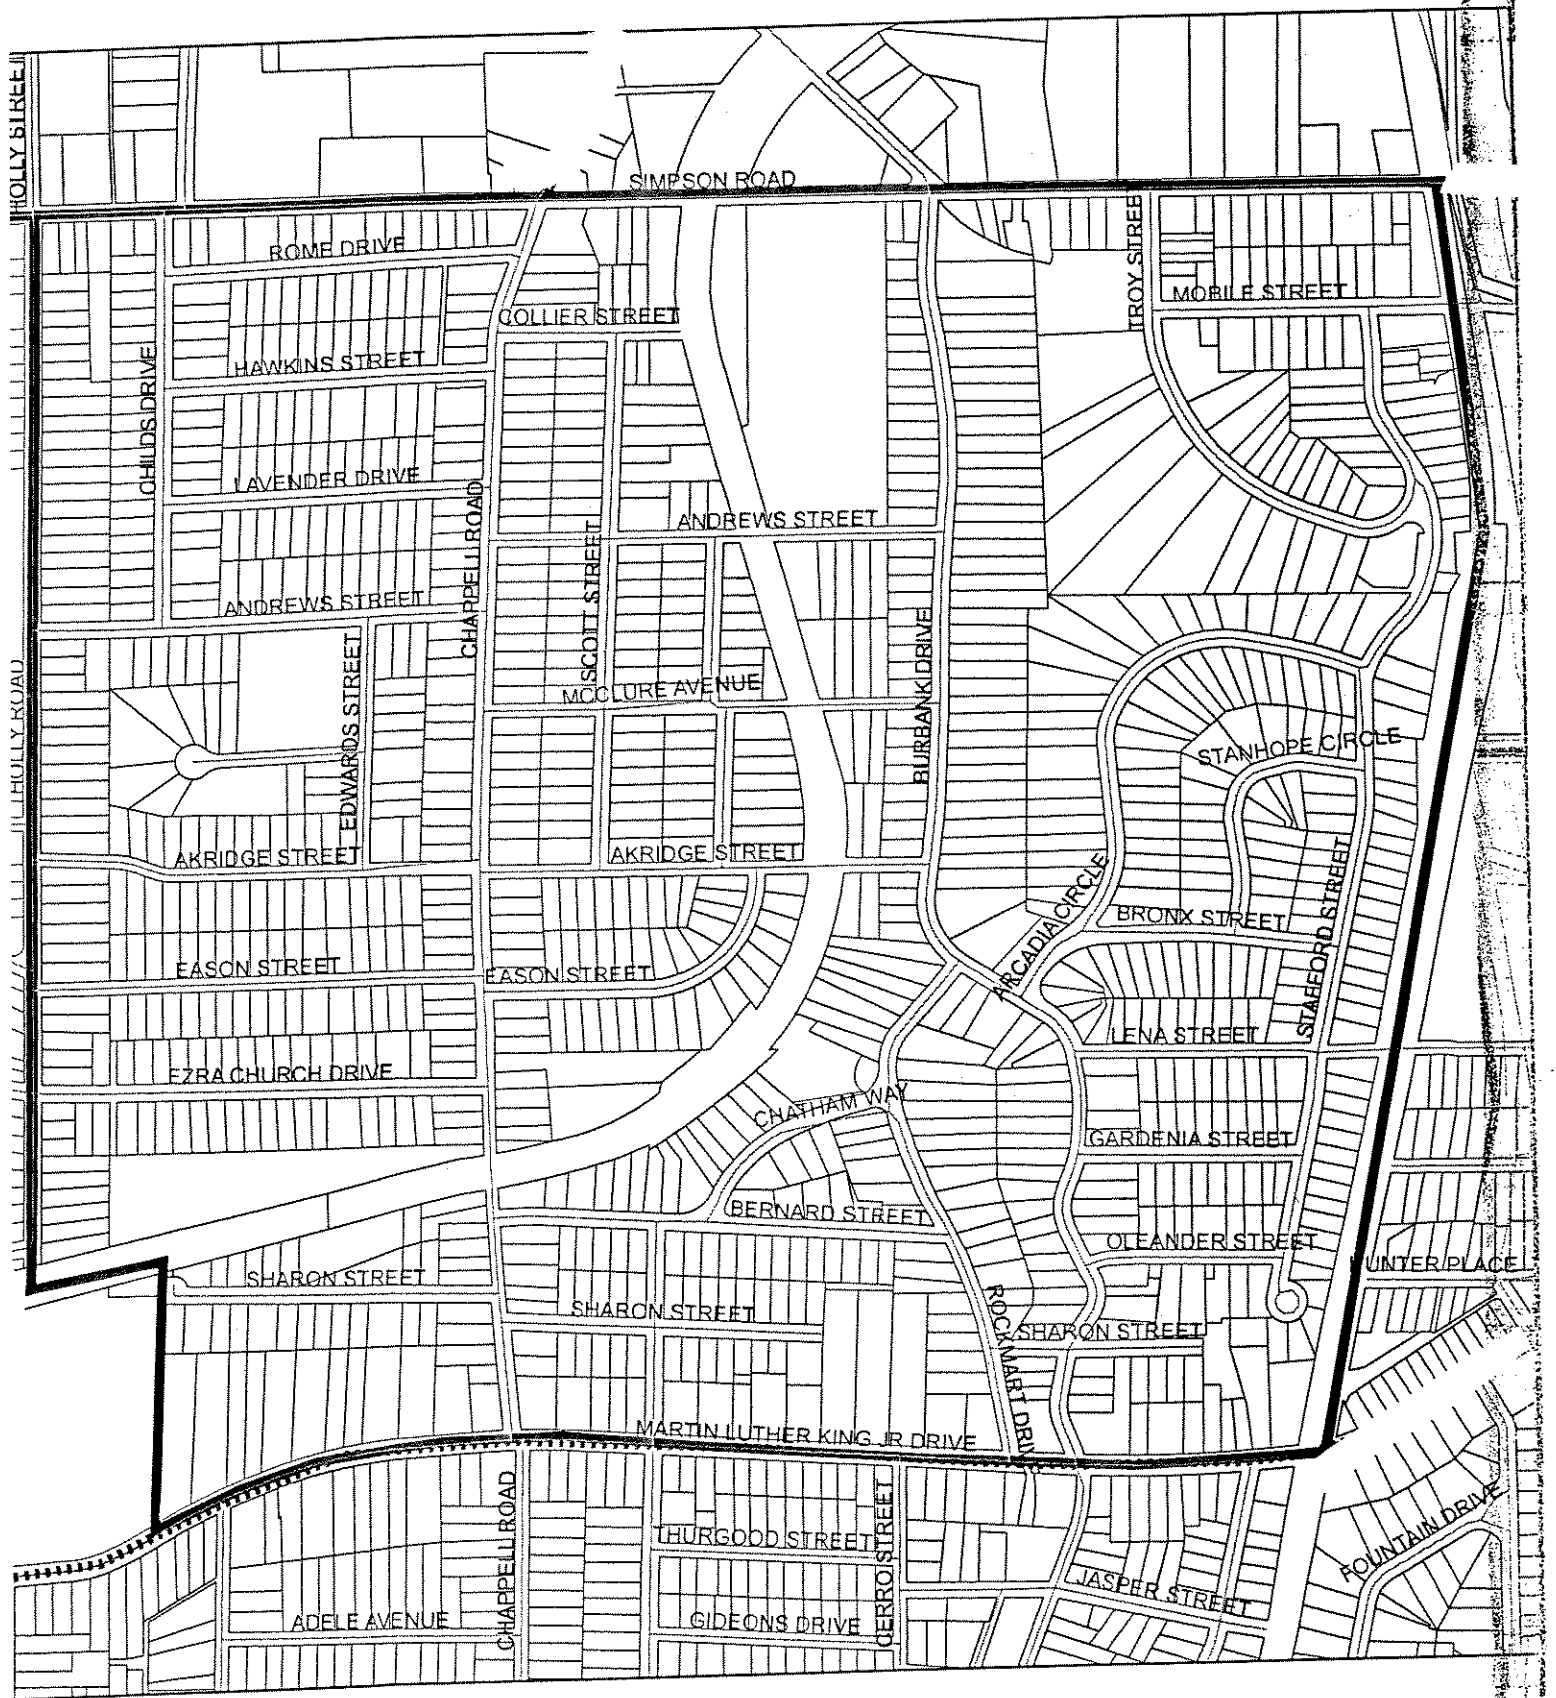 HOLLY STREET
SIMPSON ROAD
ROME DRIVE
TROY STREET
MOBILE STREET
COLLIER STREET
HAWKINS STREET
CHILDS DRIVE
LAVENDER DRIVE
CHAPPELL ROAD
ANDREWS STREET
SCOTT STREET
ANDREWS STREET
HOLLY ROAD
EDWARDS STREET
MCCLURE AVENUE
BURBANK DRIVE
STANHOPE CIRCLE
AKRIDGE STREET
AKRIDGE STREET
ARCADIA CIRCLE
BRONX STREET
STAFFORD STREET
EASON STREET
EASON STREET
LENA STREET
EZRA CHURCH DRIVE
CHATHAM WAY
GARDENIA STREET
BERNARD STREET
OLEANDER STREET
HUNTER PLACE
SHARON STREET
SHARON STREET
ROCKMART DRIVE
SHARON STREET
MARTIN LUTHER KING JR DRIVE
CHAPPELL ROAD
THURGOOD STREET
CERRO STREET
FOUNTAIN DRIVE
JASPER STREET
ADELE AVENUE
GIDEONS DRIVE